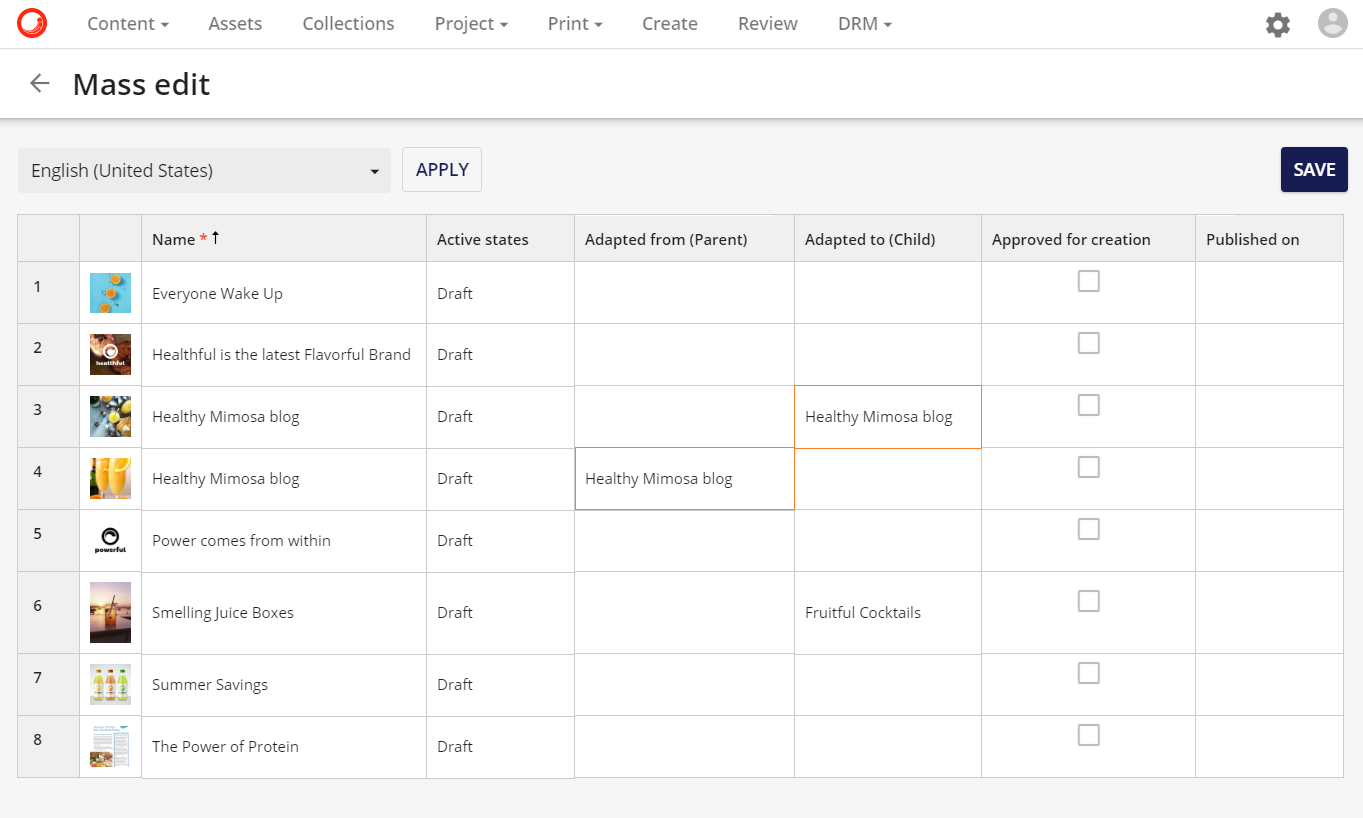 Content Assets Collections Project Print Create Review DRM
Mass edit
English (United States) APPLY SAVE
Name * Active states Adapted from (Parent) Adapted to (Child) Approved for creation Published on
1 Everyone Wake Up Draft
2 healthful Healthful is the latest Flavorful Brand Draft
3 Healthy Mimosa blog Draft Healthy Mimosa blog
4 Healthy Mimosa blog Draft Healthy Mimosa blog
5 powerful Power comes from within Draft
6 Smelling Juice Boxes Draft Fruitful Cocktails
7 Summer Savings Draft
8 The Power of Protein Draft